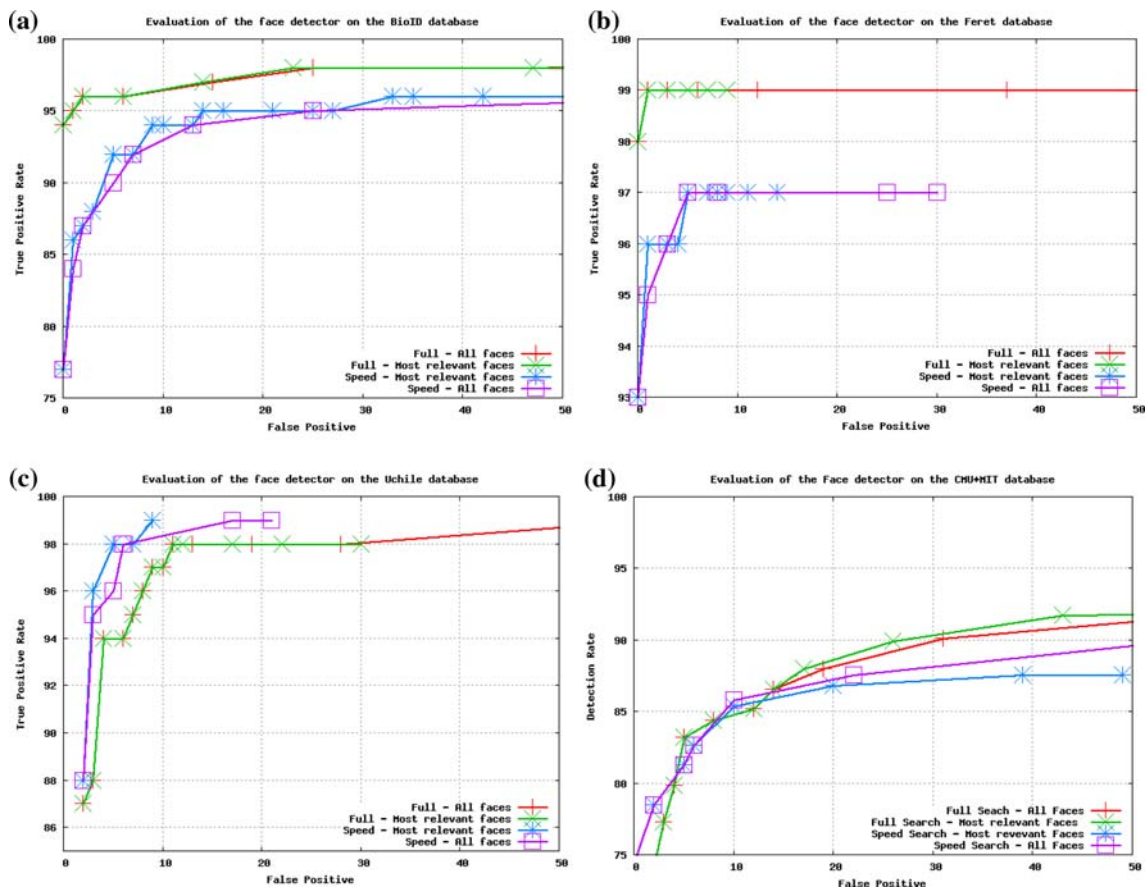 (a)
Evaluation of the face detector on the BioID database
100
95
90
85
80
75
True Positive Rate
Full - All faces
Full - Most relevant faces
Speed - Most relevant faces
Speed - All faces
0 10 20 30 40 50
False Positive
(b)
Evaluation of the face detector on the Feret database
100
99
98
97
96
95
94
93
True Positive Rate
Full - All faces
Full - Most relevant faces
Speed - Most relevant faces
Speed - All faces
0 10 20 30 40 50
False Positive
(c)
Evaluation of the face detector on the Uchile database
100
98
96
94
92
90
88
86
True Positive Rate
Full - All faces
Full - Most relevant faces
Speed - Most relevant faces
Speed - All faces
0 10 20 30 40 50
False Positive
(d)
Evaluation of the Face detector on the CMU+MIT database
100
95
90
85
80
75
Detection Rate
Full Seach - All Faces
Full Search - Most relevant Faces
Speed Search - Most revevant Faces
Speed Search - All Faces
0 10 20 30 40 50
False Positive